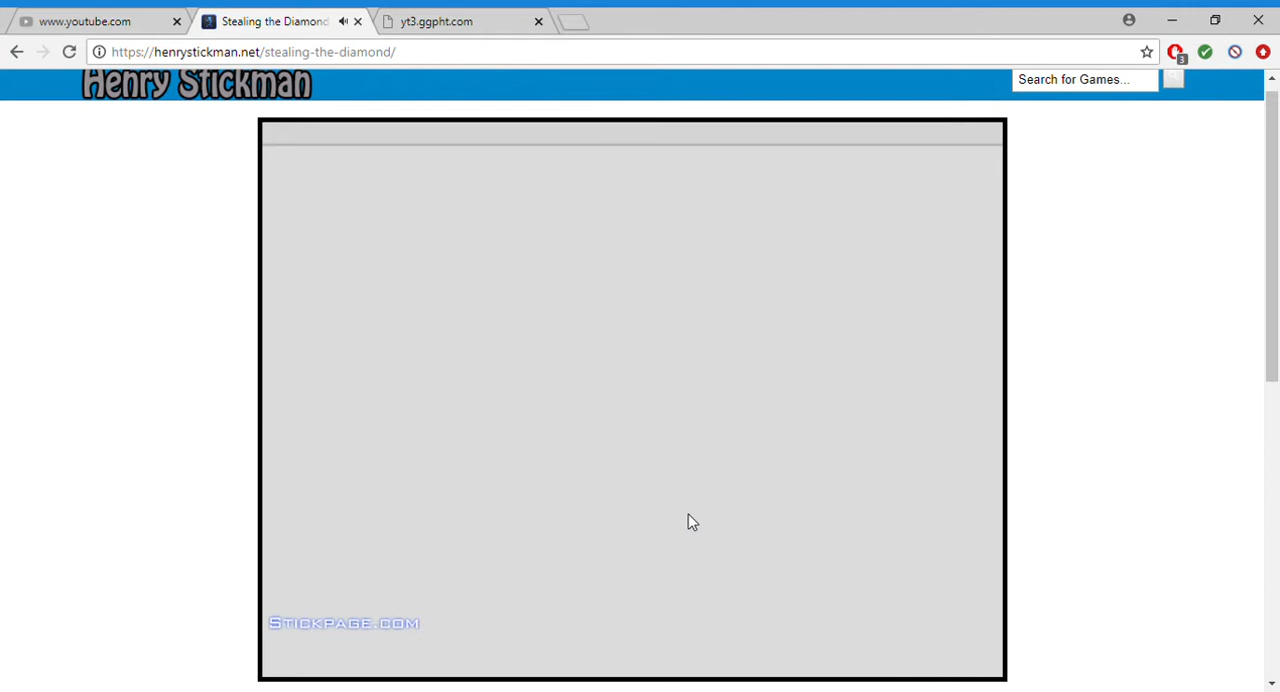 www.youtube.com
Stealing the Diamond
yt3.ggpht.com
https://henrystickman.net/stealing-the-diamond/
3
Henry Stickman
Search for Games...
Stickpage.com